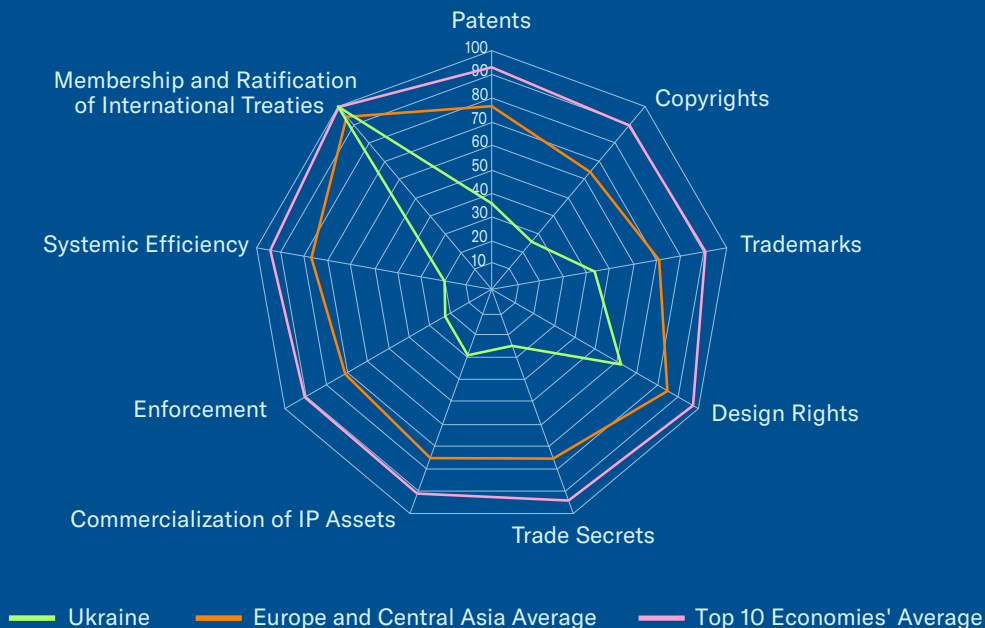 Patents
100
90
80
70
60
50
40
30
20
10
Membership and Ratification
of International Treaties
Copyrights
Systemic Efficiency
Trademarks
Enforcement
Design Rights
Commercialization of IP Assets
Trade Secrets
Ukraine
Europe and Central Asia Average
Top 10 Economies' Average